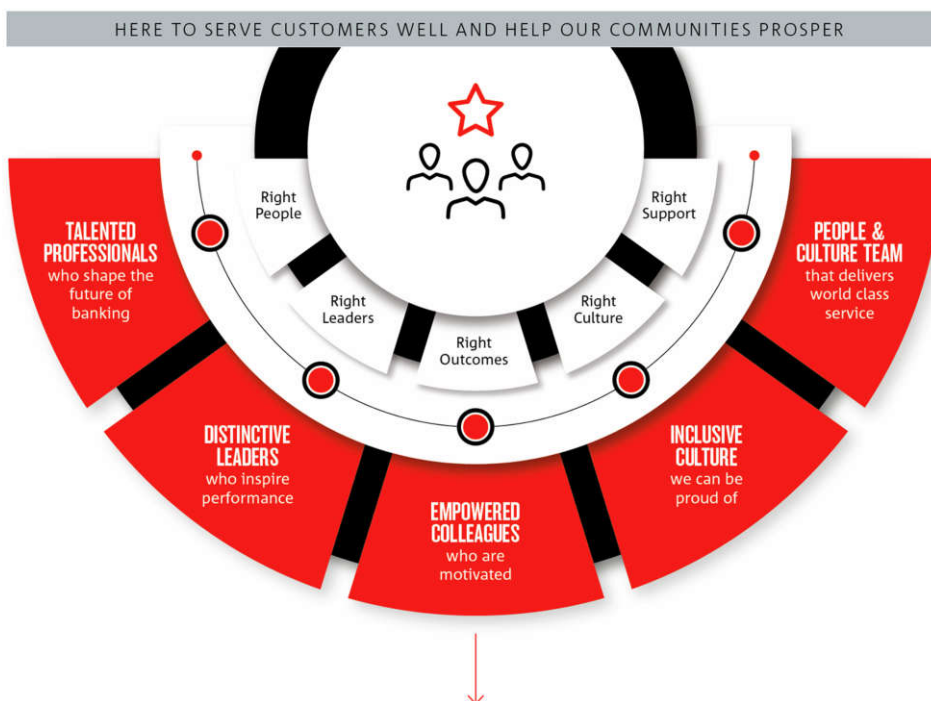 HERE TO SERVE CUSTOMERS WELL AND HELP OUR COMMUNITIES PROSPER
Right
People
Right
Leaders
Right
Outcomes
Right
Culture
Right
Support
TALENTED
PROFESSIONALS
who shape the
future of
banking
DISTINCTIVE
LEADERS
who inspire
performance
EMPOWERED
COLLEAGUES
who are
motivated
INCLUSIVE
CULTURE
we can be
proud of
PEOPLE &
CULTURE TEAM
that delivers
world class
service